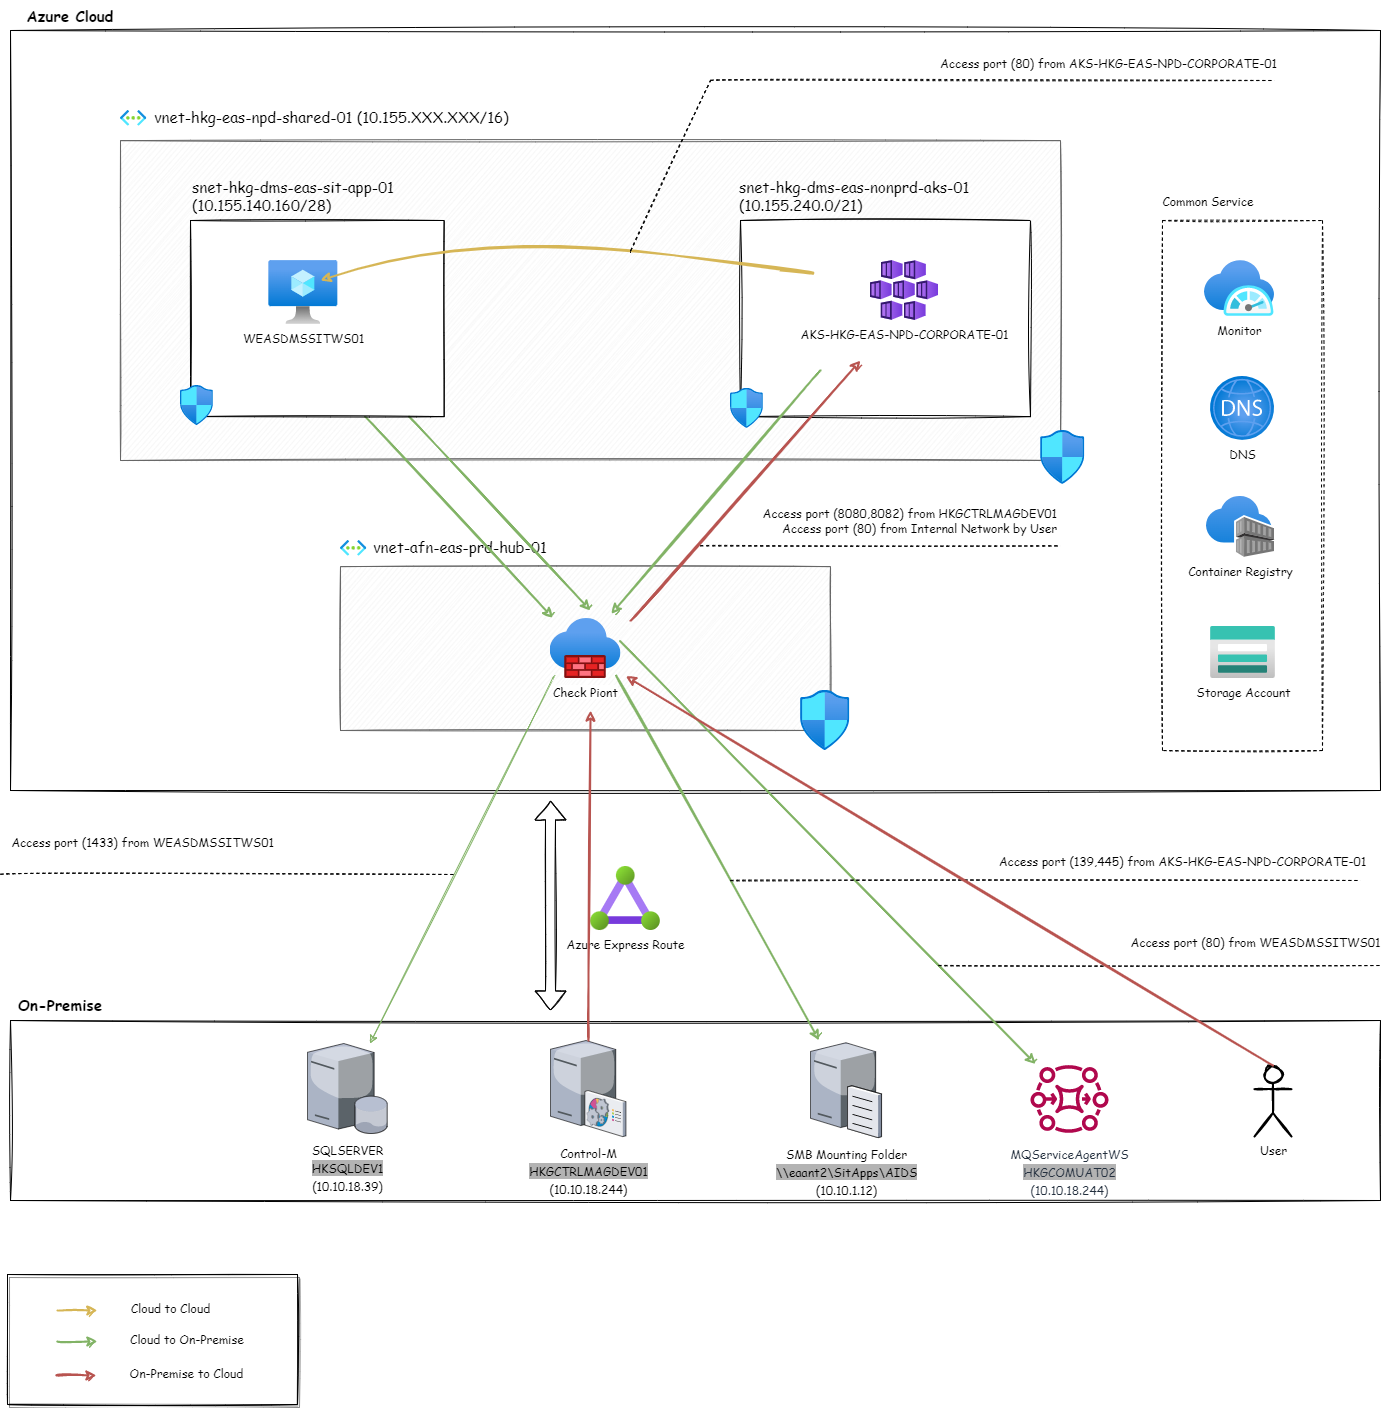 Azure Cloud
Access port (80) from AKS-HKG-EAS-NPD-CORPORATE-01
vnet-hkg-eas-npd-shared-01 (10.155.XXX.XXX/16)
snet-hkg-dms-eas-sit-app-01
(10.155.140.160/28)
snet-hkg-dms-eas-nonprd-aks-01
(10.155.240.0/21)
Common Service
WEASDMSSITWS01
AKS-HKG-EAS-NPD-CORPORATE-01
Monitor
DNS
DNS
Access port (8080,8082) from HKGCTRLMAGDEV01
Access port (80) from Internal Network by User
vnet-afn-eas-prd-hub-01
Container Registry
Check Piont
Storage Account
Access port (1433) from WEASDMSSITWS01
Access port (139,445) from AKS-HKG-EAS-NPD-CORPORATE-01
Azure Express Route
Access port (80) from WEASDMSSITWS01
On-Premise
SQLSERVER
HKSQLDEV1
(10.10.18.39)
Control-M
HKGCTRLMAGDEV01
(10.10.18.244)
SMB Mounting Folder
\\eaant2\SitApps\AIDS
(10.10.1.12)
MQServiceAgentWS
HKGCOMUAT02
(10.10.18.244)
User
Cloud to Cloud
Cloud to On-Premise
On-Premise to Cloud